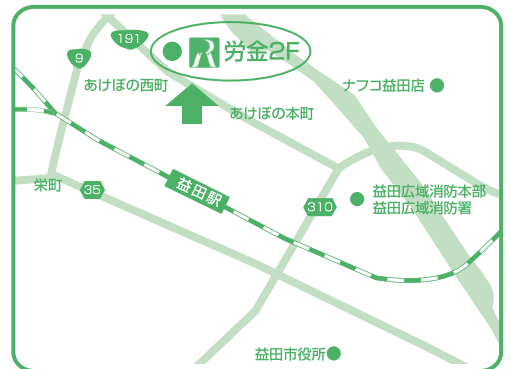 191
労金2F
9
あけぼの西町
ナフコ益田店
あけぼの本町
栄町
35
益田駅
310
益田広域消防本部
益田広域消防署
益田市役所